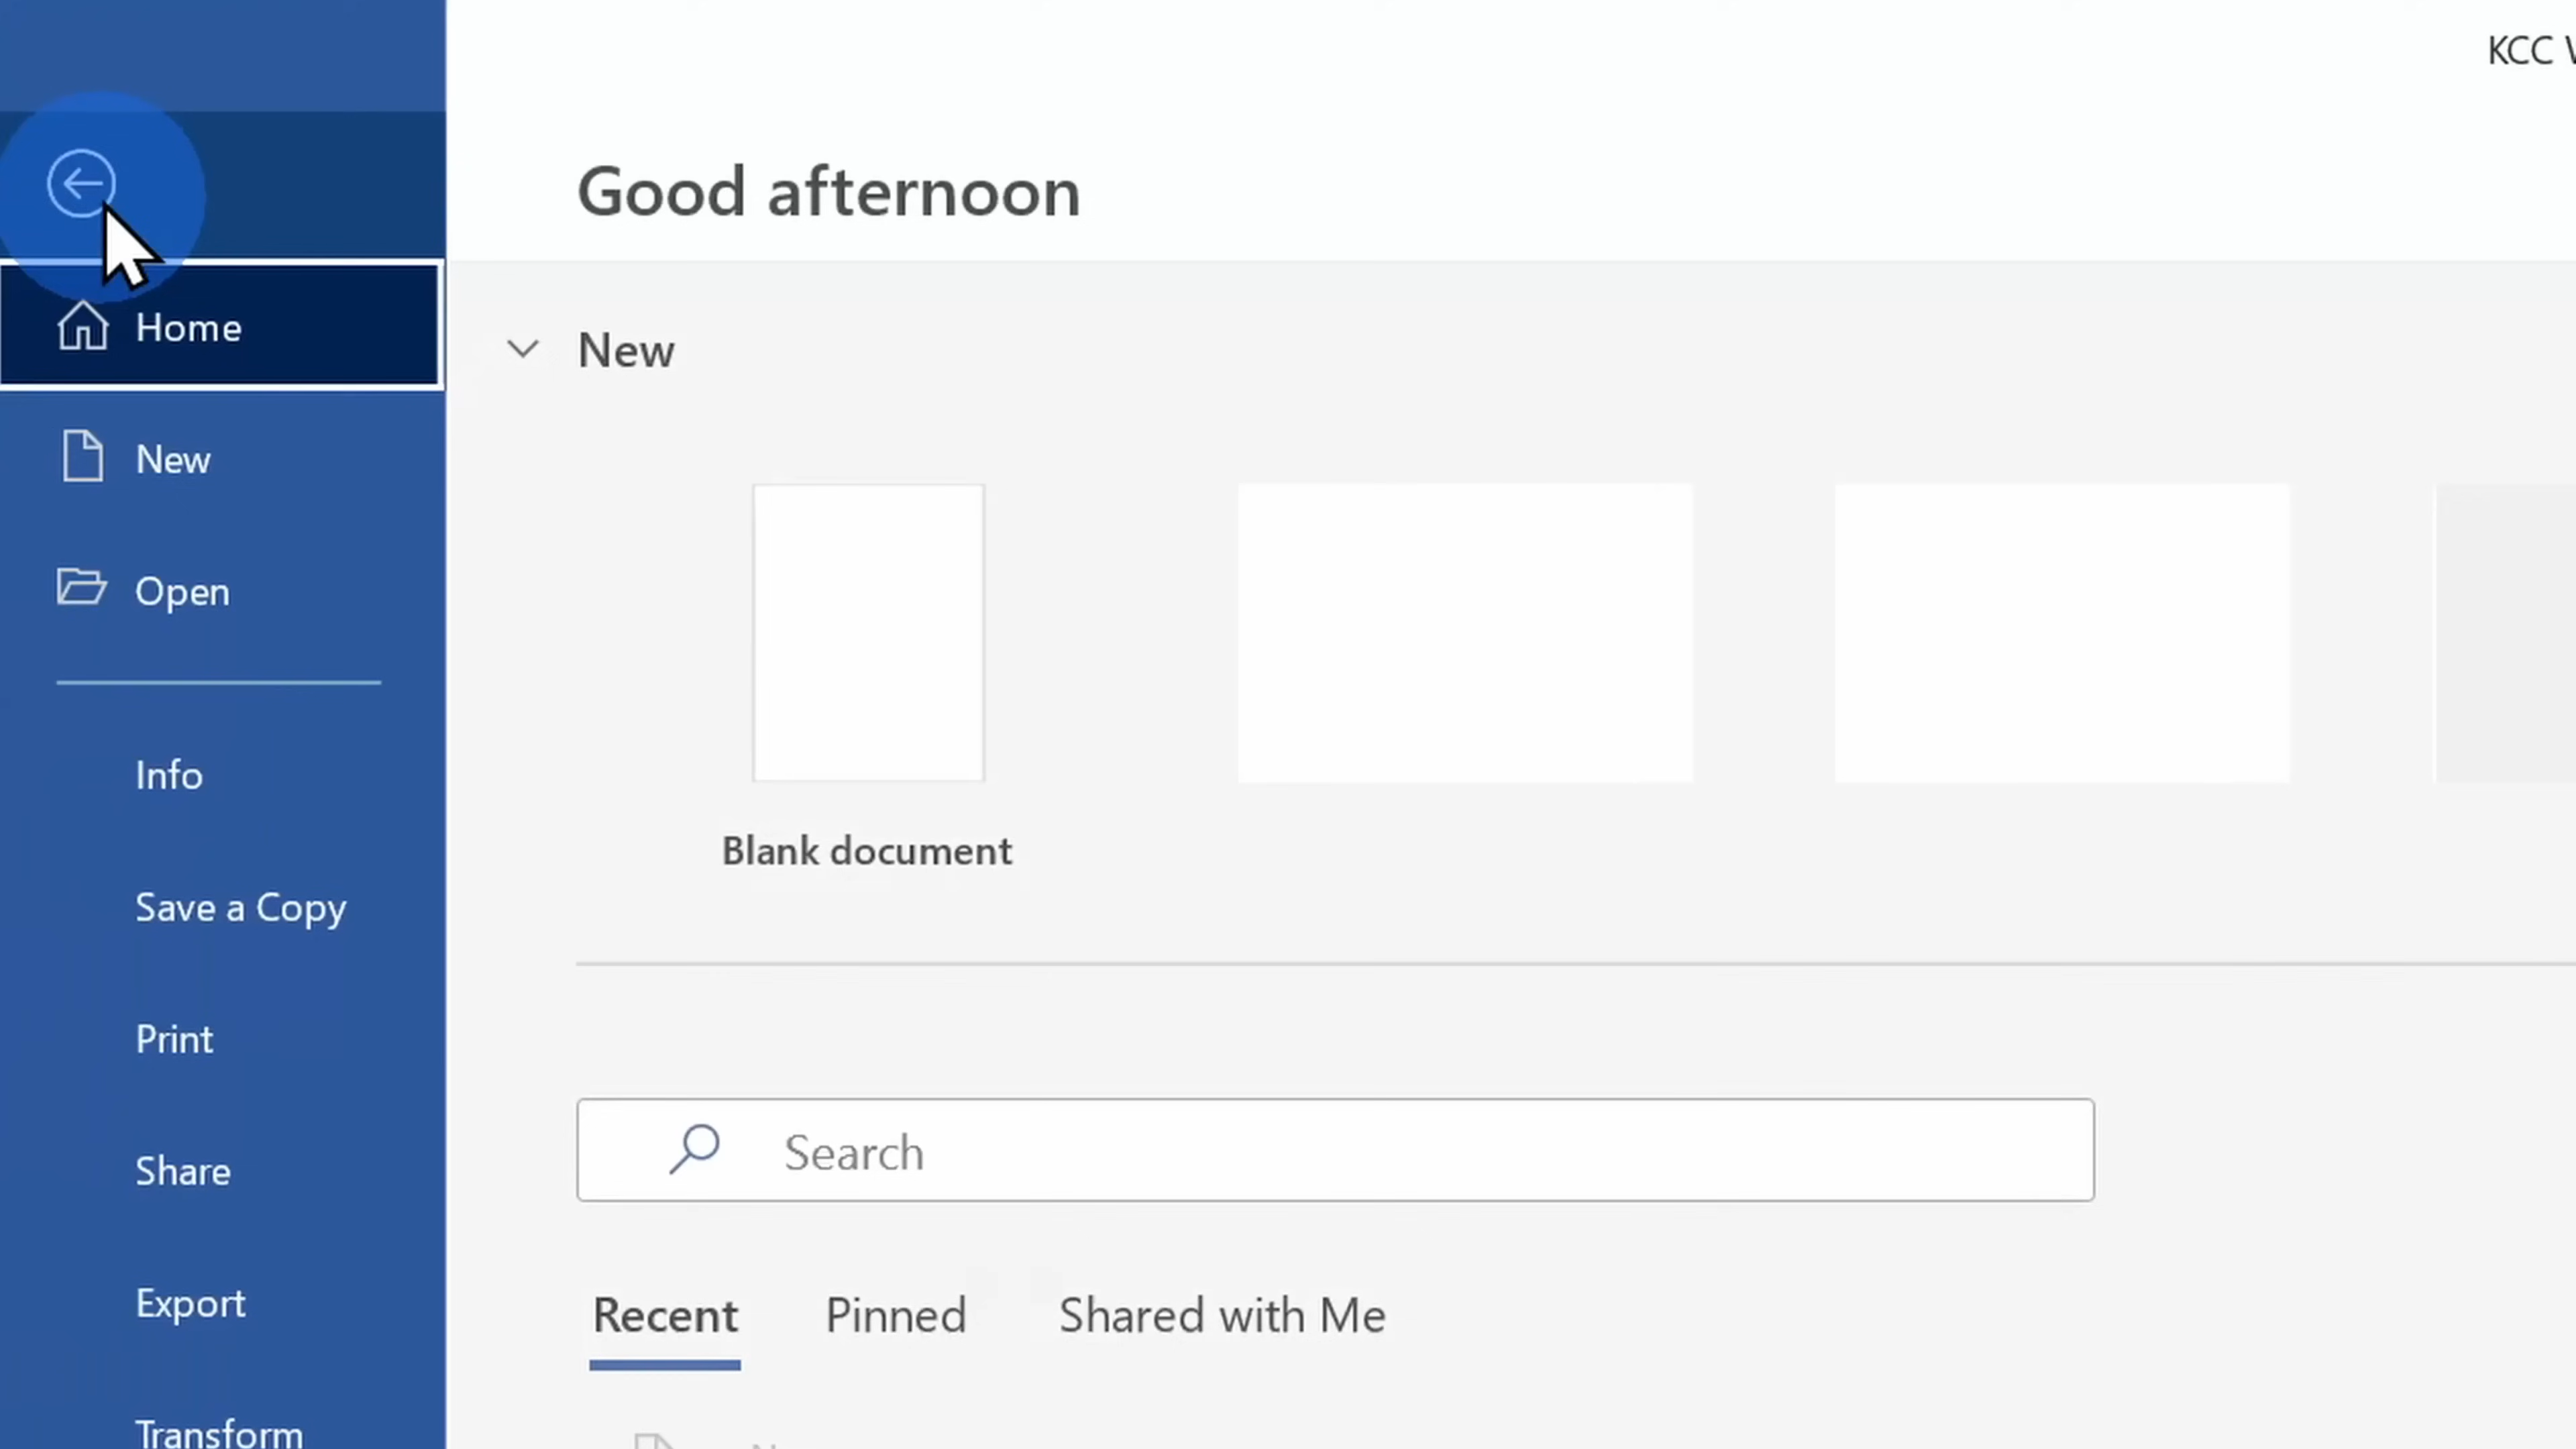 KCC
Good afternoon
Home
New
Open
Info
Save a Copy
Print
Share
Export
Transform
New
Blank document
Search
Recent
Pinned
Shared with Me